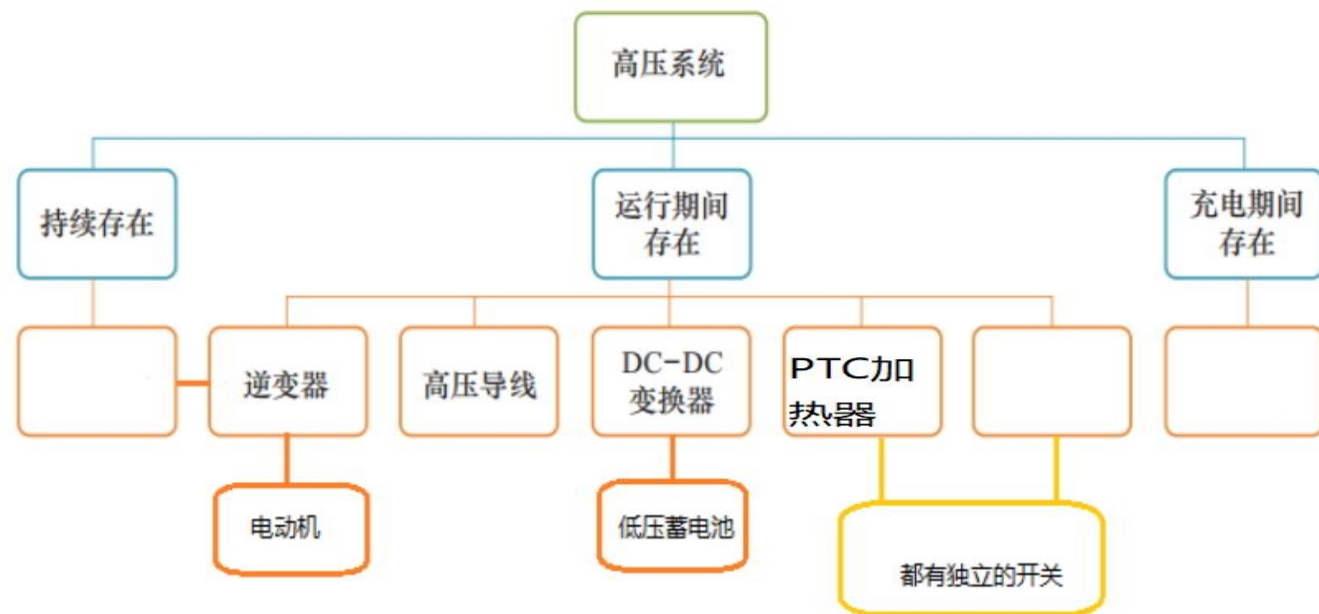 高压系统
持续存在
运行期间
存在
充电期间
存在
逆变器
高压导线
DC-DC
变换器
PTC加
热器
电动机
低压蓄电池
都有独立的开关